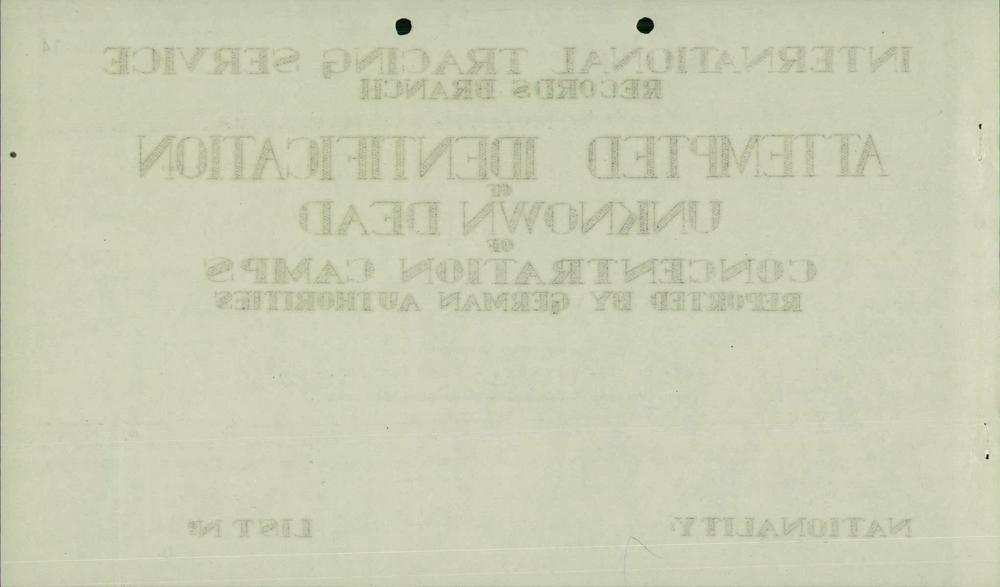 14
INTERNATIONAL TRACING SERVICE
RECORDS BRANCH
ATTEMPTED IDENTIFICATION
OF
UNKNOWN DEAD
OF
CONCENTRATION CAMPS
REPORTED BY GERMAN AUTHORITIES
NATIONALITY: LIST Nº